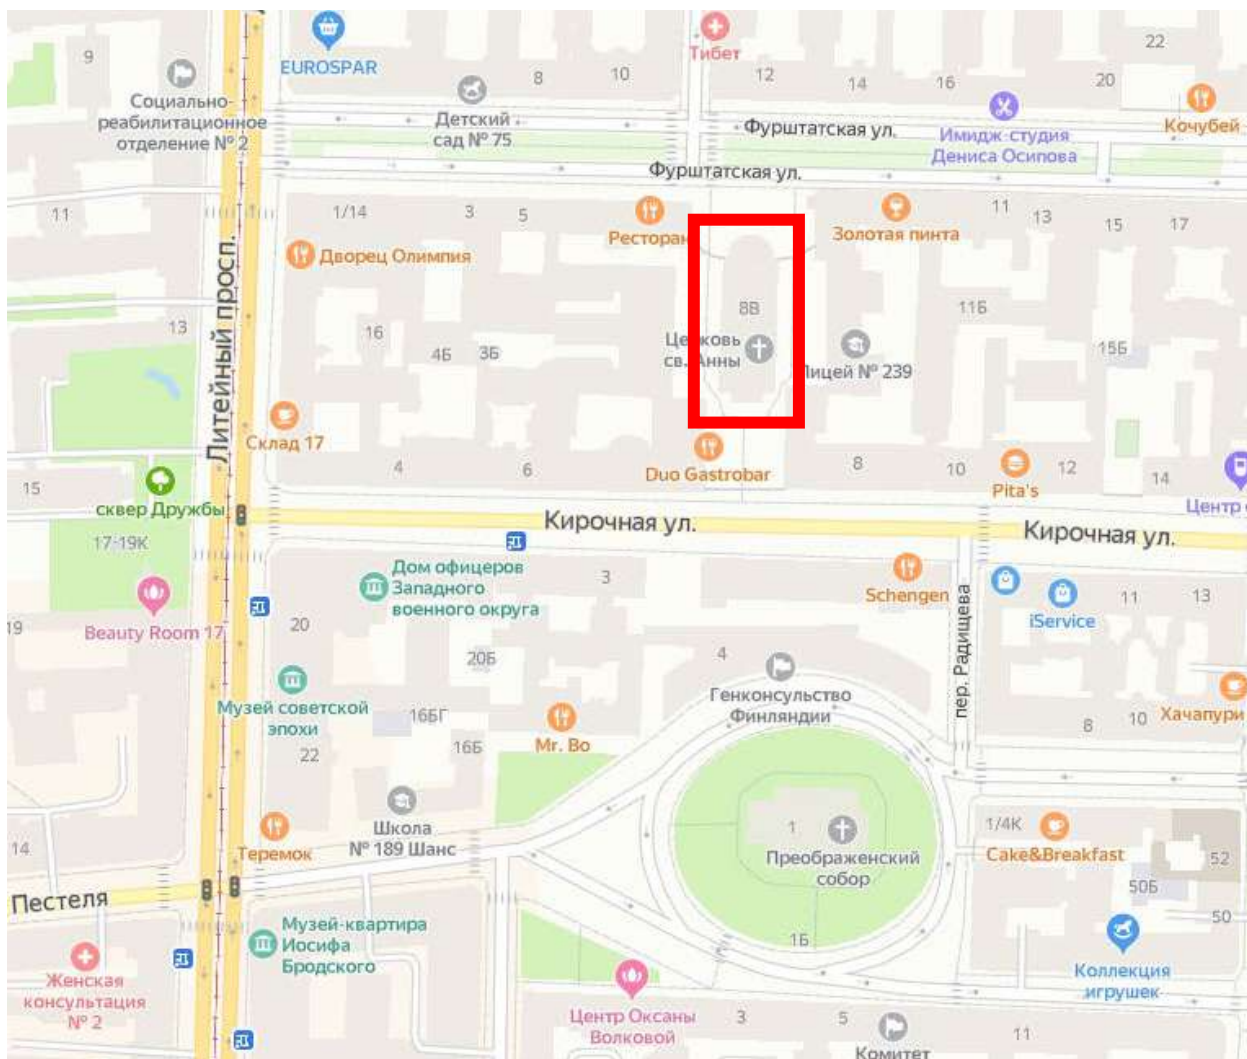 22
Тибет
9
EUROSPAR
8
10
12
14
16
20
Социально-
реабилитационное
отделение № 2
Детский
сад № 75
Фурштатская ул.
Имидж-студия
Дениса Осипова
Кочубей
Фурштатская ул.
11
1/14
3
5
Ресторан
Золотая пинта
11
13
15
17
Дворец Олимпия
Литейный просп.
13
16
4Б
3Б
8В
11Б
15Б
Церковь
св. Анны
Лицей № 239
Склад 17
Duo Gastrobar
4
6
8
10
12
14
Pita's
15
сквер Дружбы
Центр
Кирочная ул.
Кирочная ул.
17-19К
Дом офицеров
Западного
военного округа
3
Schengen
пер. Радищева
iService
11
13
19
Beauty Room 17
20
20Б
4
Генконсульство
Финляндии
Музей советской
эпохи
16БГ
16Б
Mr. Bo
22
8
10
Хачапури
Школа
№ 189 Шанс
Теремок
14
1
Преображенский
собор
1/4К
Cake&Breakfast
52
50Б
50
Пестеля
Музей-квартира
Иосифа
Бродского
1Б
Коллекция
игрушек
Женская
консультация
№ 2
Центр Оксаны
Волковой
3
5
11
Комитет